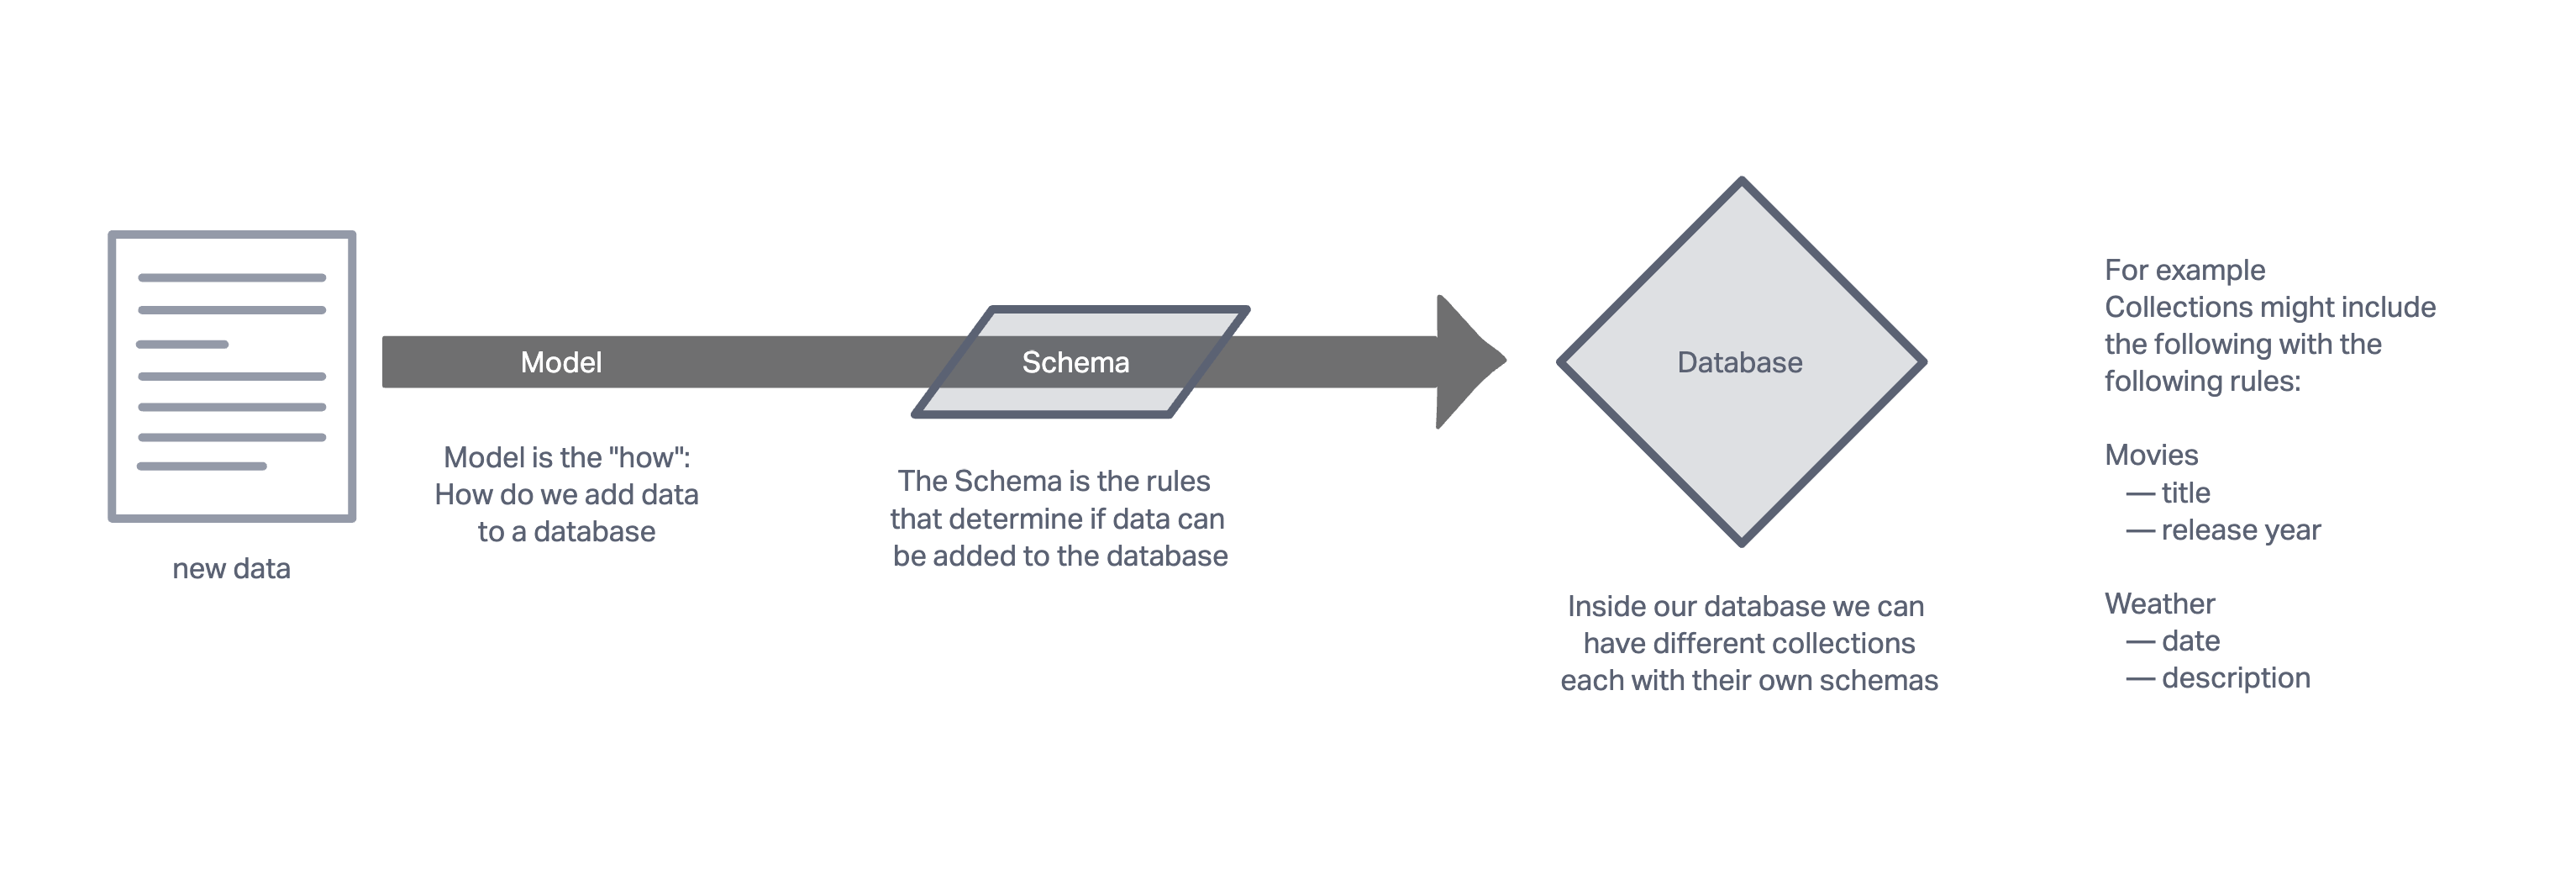 new data
Model
Model is the "how":
How do we add data
to a database
Schema
The Schema is the rules
that determine if data can
be added to the database
Database
Inside our database we can
have different collections
each with their own schemas
For example
Collections might include
the following with the
following rules:
Movies
— title
— release year
Weather
— date
— description